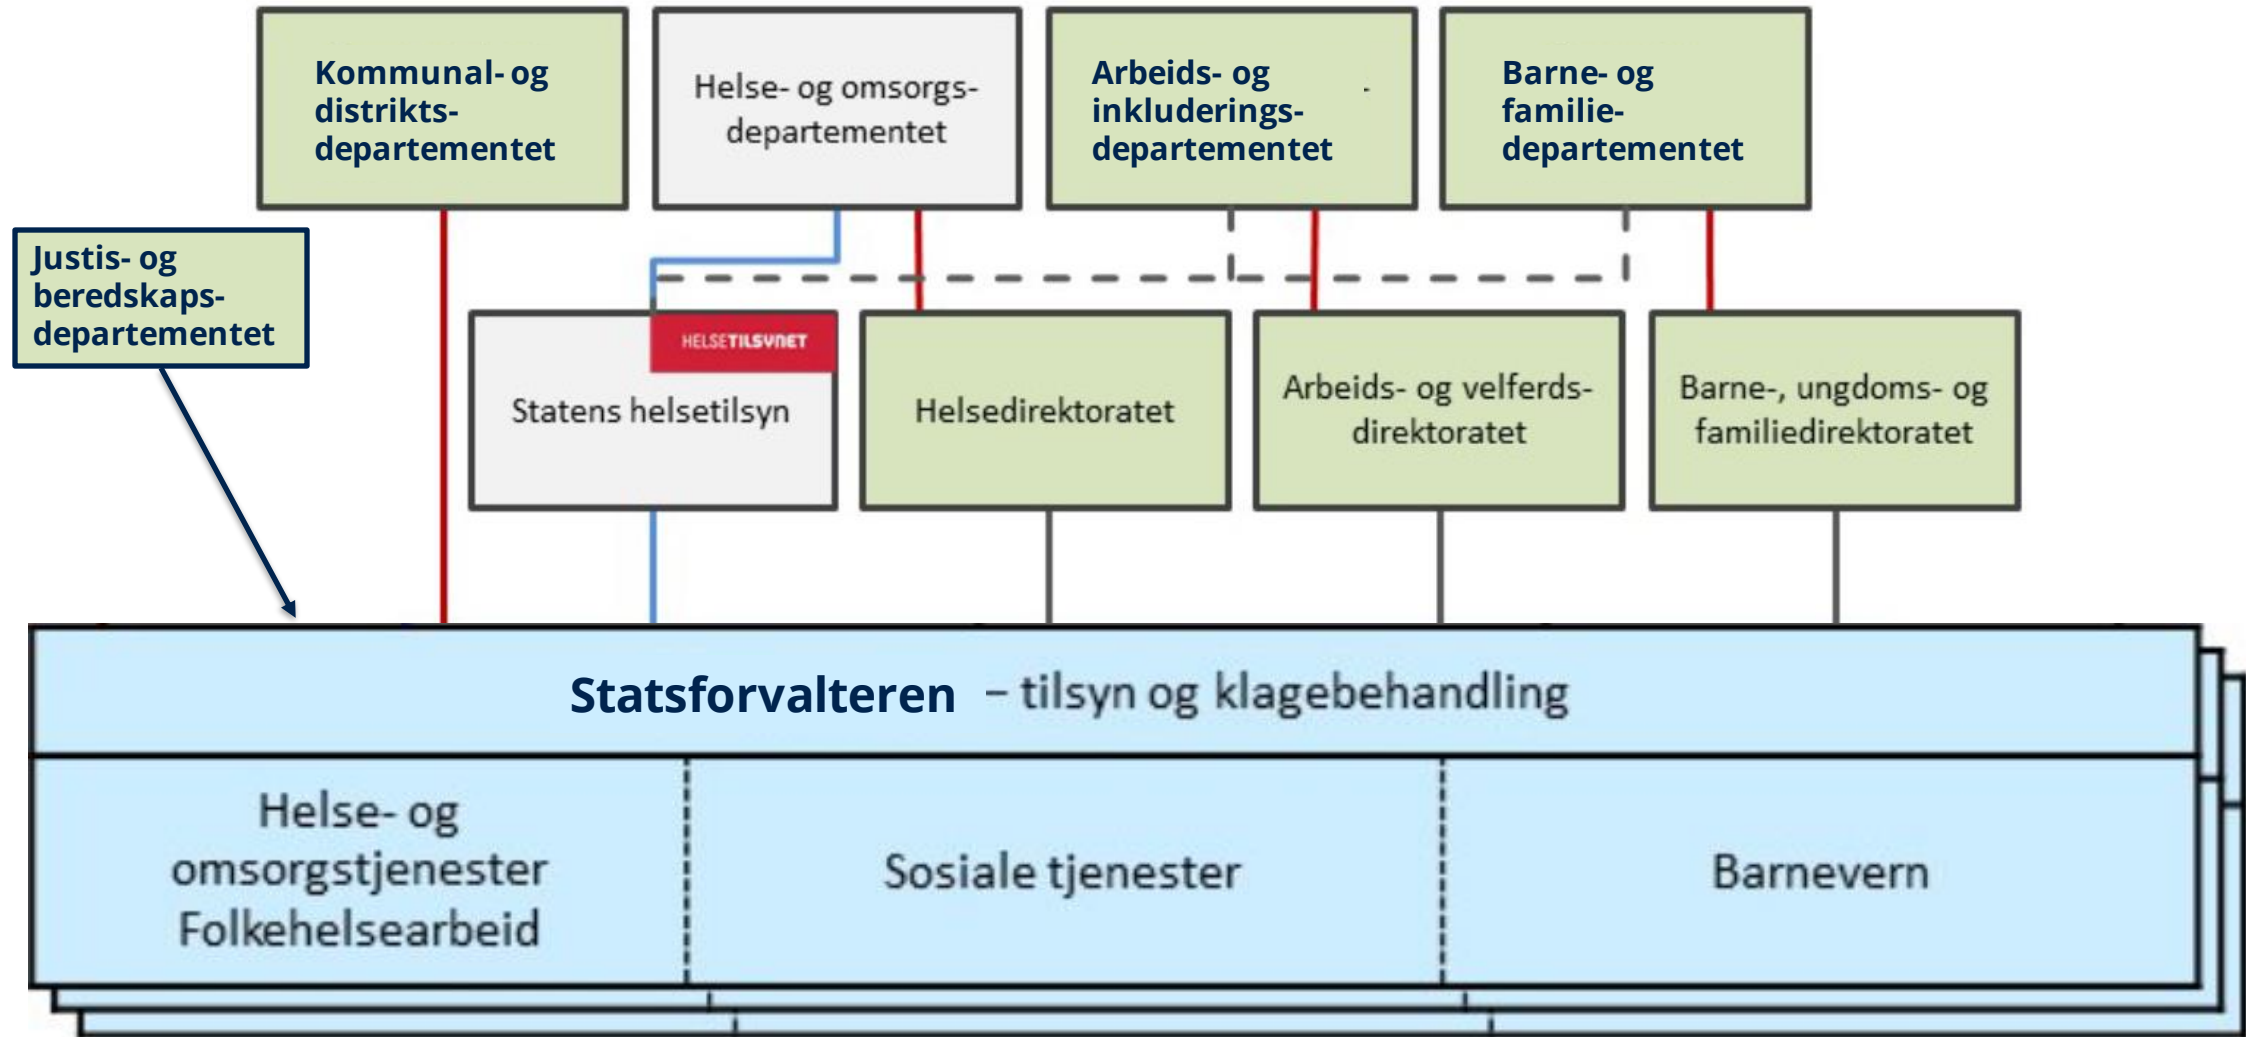 Kommunal- og
distrikts-
departementet
Helse- og omsorgs-
departementet
Arbeids- og
inkluderings-
departementet
Barne- og
familie-
departementet
Justis- og
beredskaps-
departementet
HELSETILSYNET
Statens helsetilsyn
Helsedirektoratet
Arbeids- og velferds-
direktoratet
Barne-, ungdoms- og
familiedirektoratet
Statsforvalteren – tilsyn og klagebehandling
Helse- og
omsorgstjenester
Folkehelsearbeid
Sosiale tjenester
Barnevern